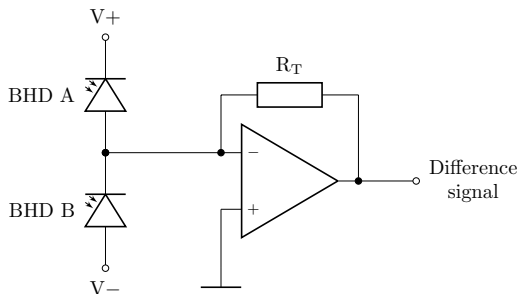 V+
R_T
BHD A
−
Difference
signal
BHD B
+
V−